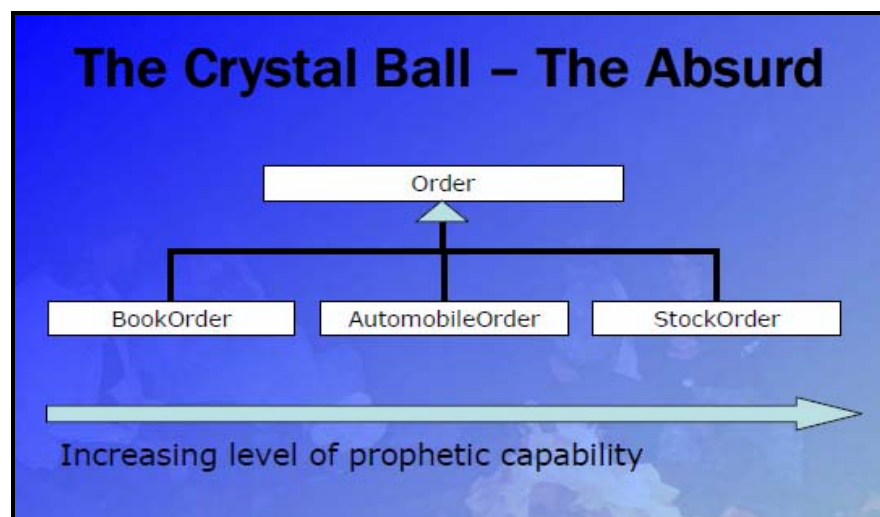 The Crystal Ball – The Absurd
Order
BookOrder
AutomobileOrder
StockOrder
Increasing level of prophetic capability